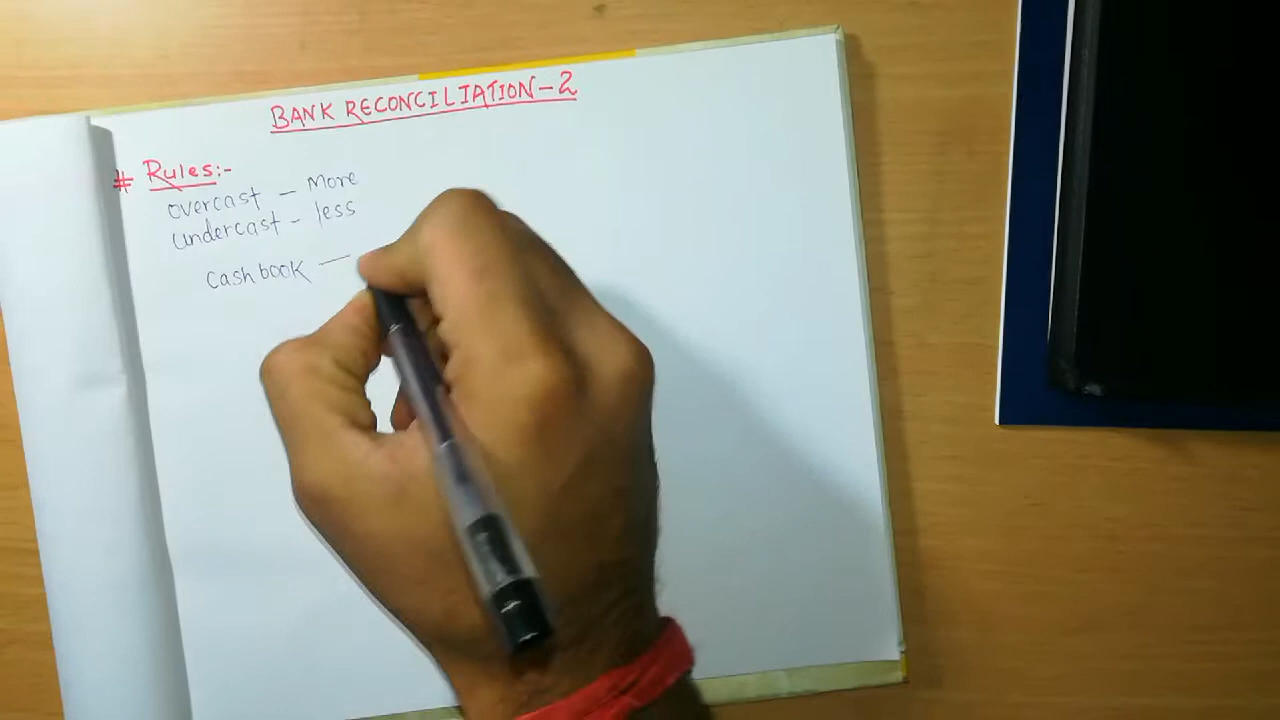 BANK RECONCILIATION-2
# Rules:-
overcast - More
undercast - less
cash book -